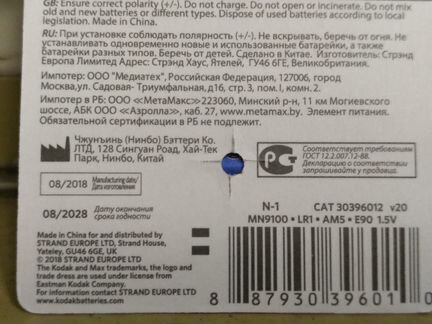 GB: Ensure correct polarity (+/-). Do not charge. Do not open or incinerate. Do not mix
old and new batteries or different types. Dispose of used batteries according to local
legislation. Made in China.
RU: При установке соблюдать полярность (+/-). Не вскрывать, беречь от огня. Не
устанавливать одновременно новые и использованные батарейки, а также
батарейки разных типов. Беречь от детей. Сделано в Китае. Изготовитель: Стрэнд
Европа Лимитед Адрес: Стрэнд Хаус, Ятелей, ГУ46 6ГЕ, Великобритания.
Импотер: ООО "Медиатех", Российская Федерация, 127006, город
Москва,ул. Садовая- Триумфальная,д16, стр.3, пом.I, комн.2.
Импотер в РБ: ООО «МетаМакс»223060, Минский р-н, 11 км Могиевского
шоссе, АБК ООО «Аэролла», каб. 27, www.metamax.by. Элемент питания.
Обязательной сертификации в РБ не подлежит.
Чжунъинь (Нинбо) Бэттери Ко.
ЛТД, 128 Сингуан Роад, Хай-Тек
Парк, Нинбо, Китай
Соответствует требованиям
ГОСТ 12.2.007.12-88.
Декларацию о соответствии
запрашивайте у продавца.
08/2018 Manufacturing date/
Дата изготовления
08/2028 Дату окончания
срока годности
N-1 CAT 30396012 v20
MN9100 • LR1 • AM5 • E90 1.5V
Made in China for and distributed by
STRAND EUROPE LTD, Strand House,
Yateley, GU46 6GE, UK
© 2018 STRAND EUROPE LTD
The Kodak and Max trademarks, the logo and
trade dress are used under license from
Eastman Kodak Company.
For information contact STRAND EUROPE LTD
www.kodakbatteries.com
8 87930 39601 0